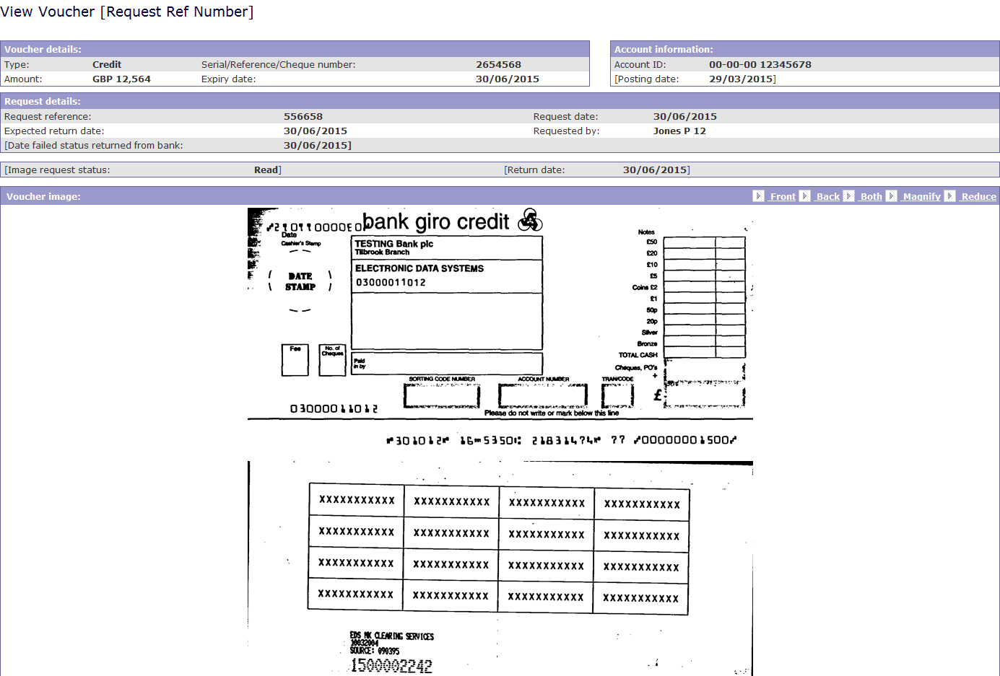 View Voucher [Request Ref Number]
Voucher details:
Type: Credit Serial/Reference/Cheque number: 2654568
Amount: GBP 12,564 Expiry date: 30/06/2015
Account information:
Account ID: 00-00-00 12345678
[Posting date: 29/03/2015]
Request details:
Request reference: 556658 Request date: 30/06/2015
Expected return date: 30/06/2015 Requested by: Jones P 12
[Date failed status returned from bank: 30/06/2015]
[Image request status: Read] [Return date: 30/06/2015]
Voucher image: Front Back Both Magnify Reduce
bank giro credit
Date
Cashier's Stamp
DATE
STAMP
TESTING Bank plc
Tilbrook Branch
ELECTRONIC DATA SYSTEMS
03000011012
Fee
No. of
Cheques
Paid
in by
Notes
£50
£20
£10
£5
Coins £2
£1
50p
20p
Silver
Bronze
TOTAL CASH
Cheques, PO's
+
£
SORTING CODE NUMBER ACCOUNT NUMBER TRAN/CODE
03000011012
Please do not write or mark below this line
⑈301012⑈ 16⑉5350⑆ 21831474⑈ 77 ⑇00000001500⑇
XXXXXXXXXXX XXXXXXXXXXX XXXXXXXXXXX XXXXXXXXXXX
XXXXXXXXXXX XXXXXXXXXXX XXXXXXXXXXX XXXXXXXXXXX
XXXXXXXXXXX XXXXXXXXXXX XXXXXXXXXXX XXXXXXXXXXX
XXXXXXXXXXX XXXXXXXXXXX XXXXXXXXXXX XXXXXXXXXXX
EDS MK CLEARING SERVICES
10032004
SOURCE: 090395
1500002242